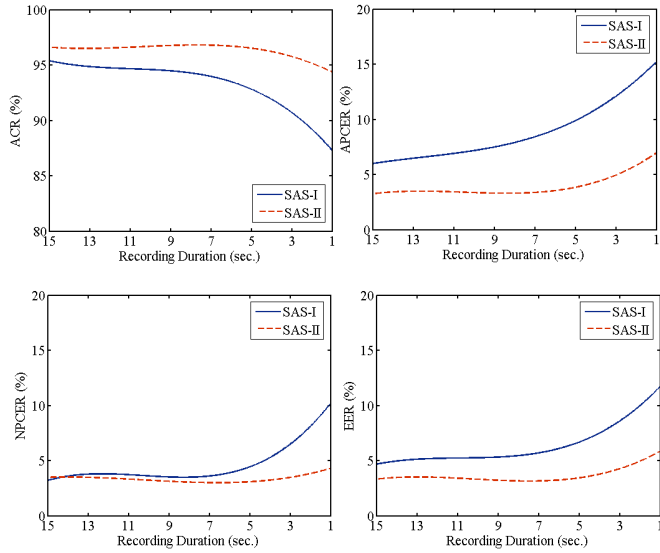 100
95
90
85
80
ACR (%)
SAS-I
SAS-II
15 13 11 9 7 5 3 1
Recording Duration (sec.)
20
15
10
5
0
APCER (%)
SAS-I
SAS-II
15 13 11 9 7 5 3 1
Recording Duration (sec.)
20
15
10
5
0
NPCER (%)
SAS-I
SAS-II
15 13 11 9 7 5 3 1
Recording Duration (sec.)
20
15
10
5
0
EER (%)
SAS-I
SAS-II
15 13 11 9 7 5 3 1
Recording Duration (sec.)